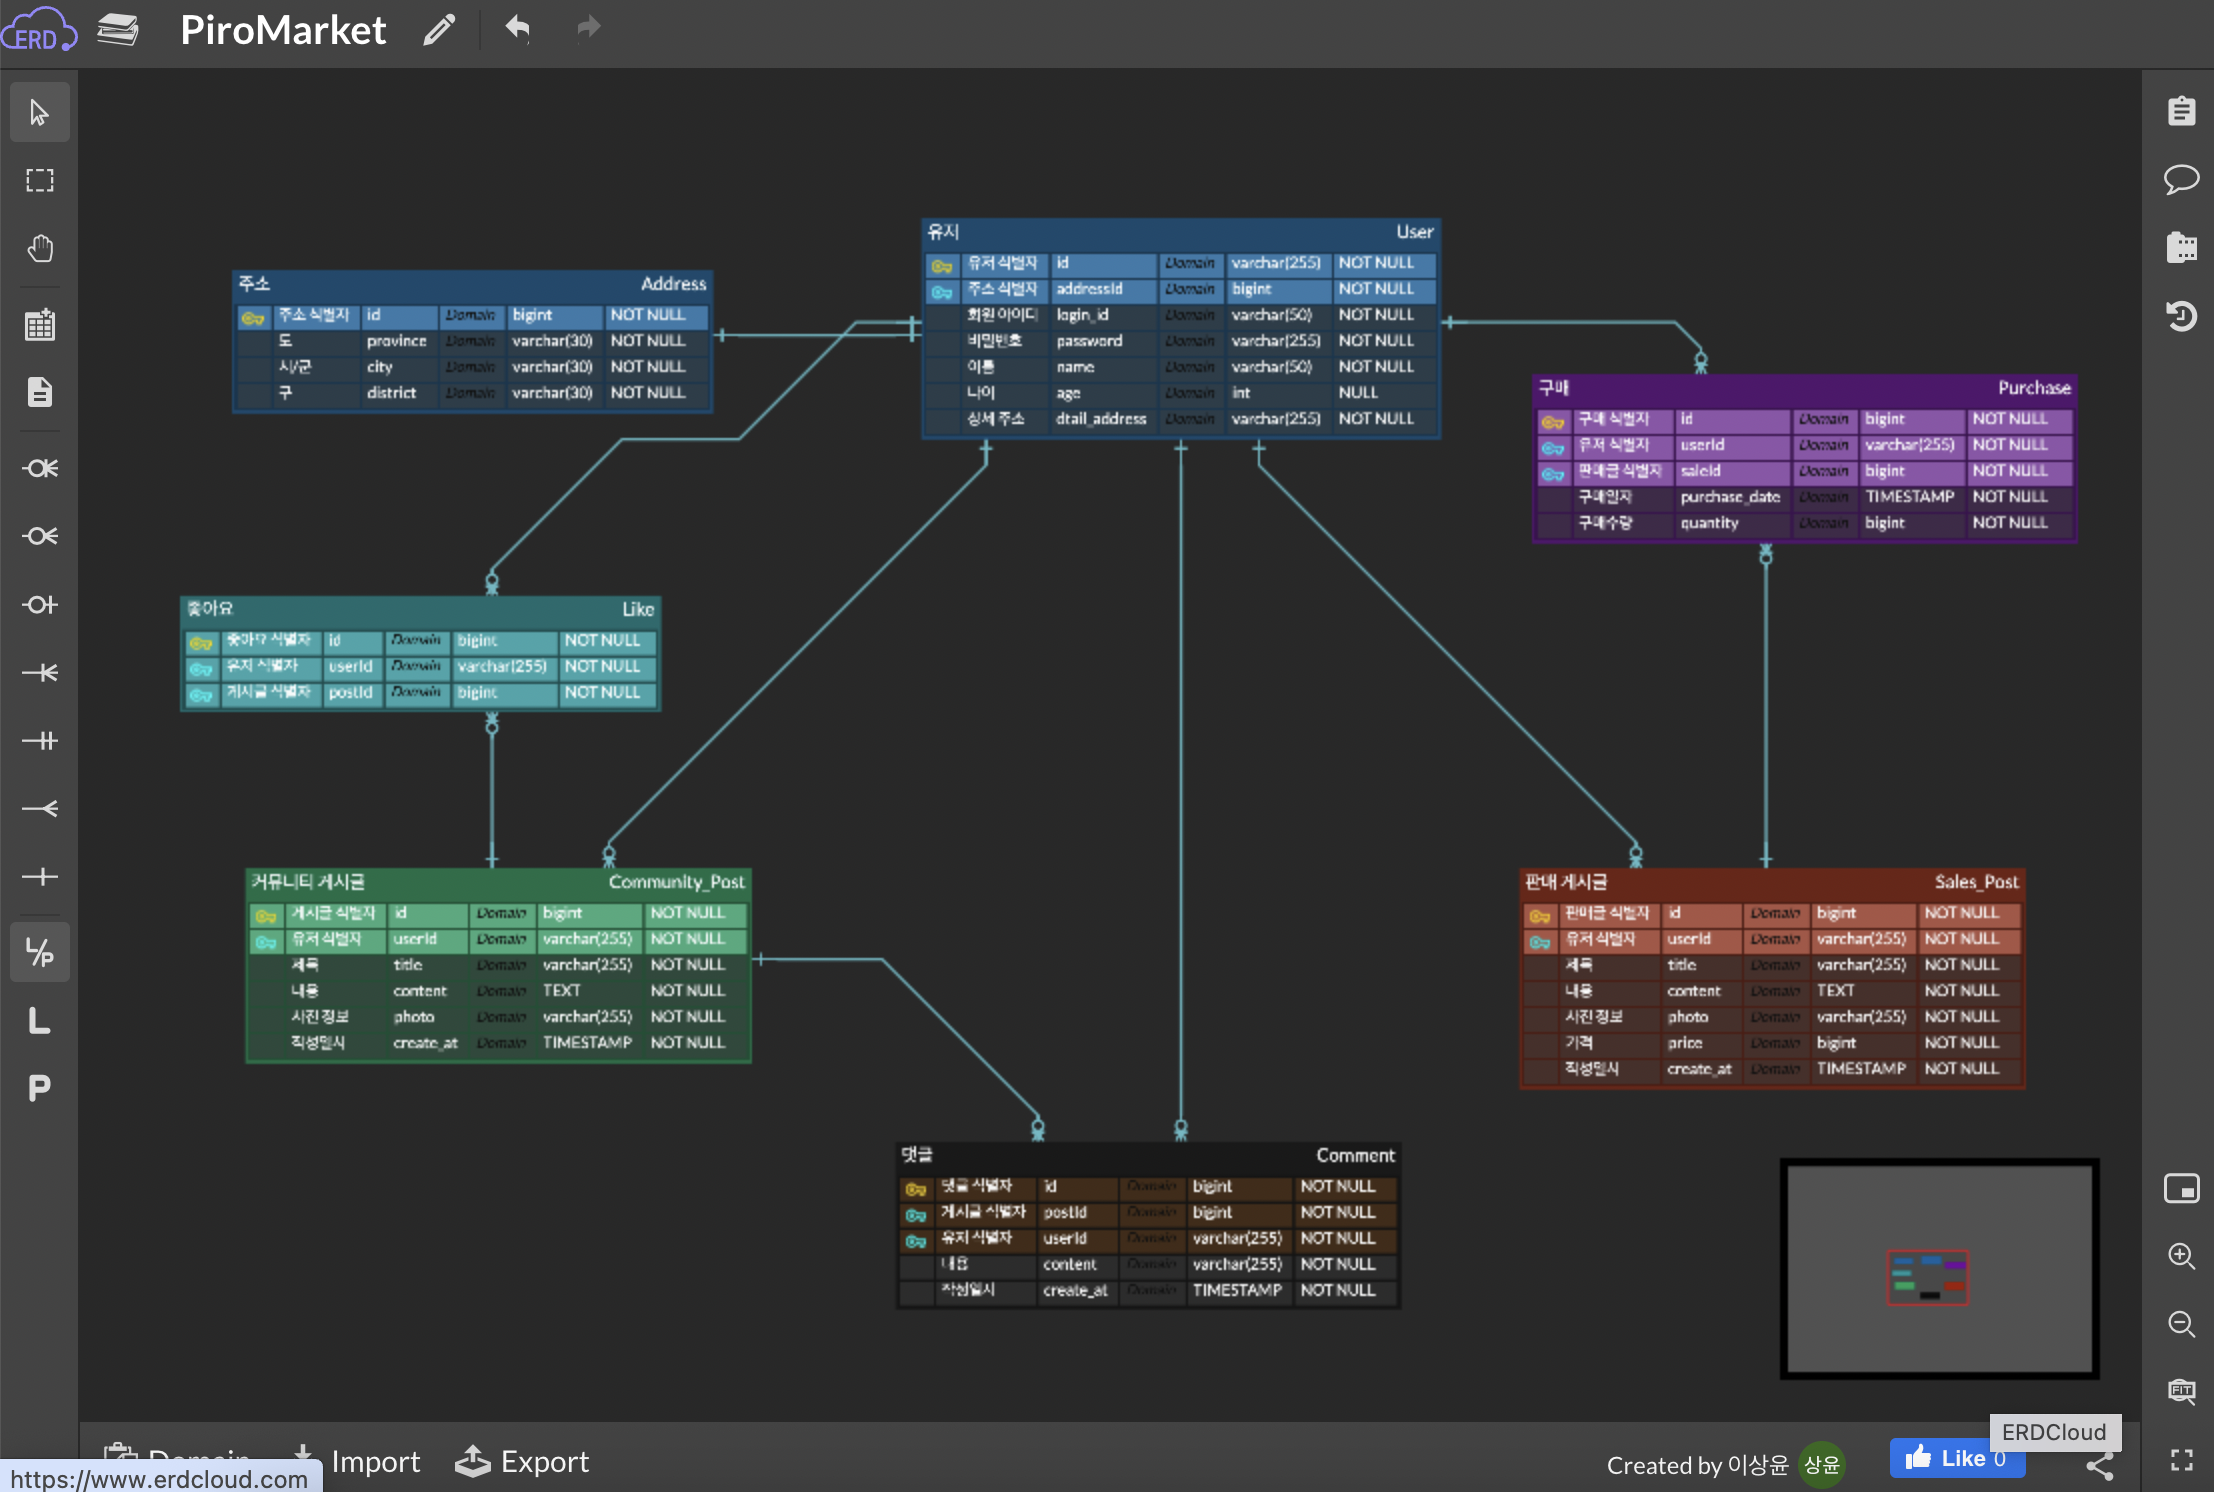 ERD PiroMarket
유저 User
유저 식별자 id Domain varchar(255) NOT NULL
주소 식별자 addressId Domain bigint NOT NULL
회원 아이디 login_id Domain varchar(50) NOT NULL
비밀번호 password Domain varchar(255) NOT NULL
이름 name Domain varchar(50) NOT NULL
나이 age Domain int NULL
상세 주소 dtail_address Domain varchar(255) NOT NULL
주소 Address
주소 식별자 id Domain bigint NOT NULL
도 province Domain varchar(30) NOT NULL
시/군 city Domain varchar(30) NOT NULL
구 district Domain varchar(30) NOT NULL
구매 Purchase
구매 식별자 id Domain bigint NOT NULL
유저 식별자 userId Domain varchar(255) NOT NULL
판매글 식별자 saleId Domain bigint NOT NULL
구매일자 purchase_date Domain TIMESTAMP NOT NULL
구매수량 quantity Domain bigint NOT NULL
좋아요 Like
좋아요 식별자 id Domain bigint NOT NULL
유저 식별자 userId Domain varchar(255) NOT NULL
게시글 식별자 postId Domain bigint NOT NULL
커뮤니티 게시글 Community_Post
게시글 식별자 id Domain bigint NOT NULL
유저 식별자 userId Domain varchar(255) NOT NULL
제목 title Domain varchar(255) NOT NULL
내용 content Domain TEXT NOT NULL
사진 정보 photo Domain varchar(255) NOT NULL
작성일시 create_at Domain TIMESTAMP NOT NULL
판매 게시글 Sales_Post
판매글 식별자 id Domain bigint NOT NULL
유저 식별자 userId Domain varchar(255) NOT NULL
제목 title Domain varchar(255) NOT NULL
내용 content Domain TEXT NOT NULL
사진 정보 photo Domain varchar(255) NOT NULL
가격 price Domain bigint NOT NULL
작성일시 create_at Domain TIMESTAMP NOT NULL
댓글 Comment
댓글 식별자 id Domain bigint NOT NULL
게시글 식별자 postId Domain bigint NOT NULL
유저 식별자 userId Domain varchar(255) NOT NULL
내용 content Domain varchar(255) NOT NULL
작성일시 create_at Domain TIMESTAMP NOT NULL
L/P
L
P
FIT
ERDCloud
Domain Import Export Created by 이상윤 상윤 Like 0
https://www.erdcloud.com